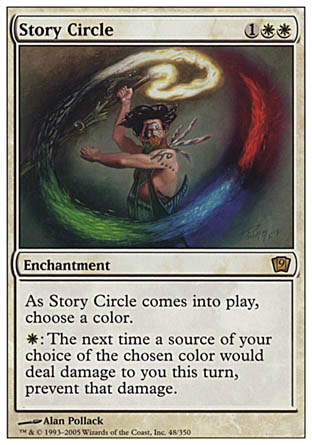 Story Circle 1
Enchantment 9
As Story Circle comes into play,
choose a color.
: The next time a source of your
choice of the chosen color would
deal damage to you this turn,
prevent that damage.
Alan Pollack
™ & © 1993–2005 Wizards of the Coast, Inc. 48/350